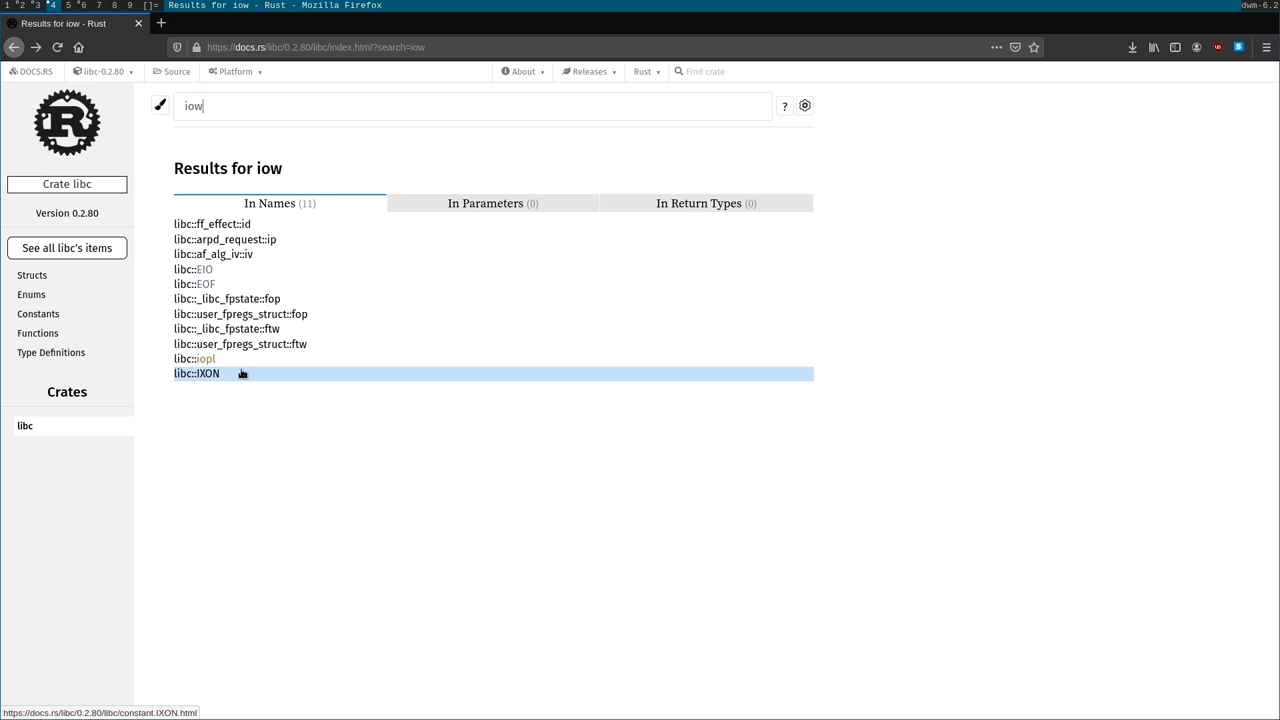 1 2 3 4 5 6 7 8 9 []= Results for iow - Rust - Mozilla Firefox dwm-6.2
Results for iow - Rust
https://docs.rs/libc/0.2.80/libc/index.html?search=iow
DOCS.RS libc-0.2.80 Source Platform About Releases Rust Find crate
iow
?
Crate libc
Version 0.2.80
See all libc's items
Structs
Enums
Constants
Functions
Type Definitions
Crates
libc
Results for iow
In Names (11) In Parameters (0) In Return Types (0)
libc::ff_effect::id
libc::arpd_request::ip
libc::af_alg_iv::iv
libc::EIO
libc::EOF
libc::_libc_fpstate::fop
libc::user_fpregs_struct::fop
libc::_libc_fpstate::ftw
libc::user_fpregs_struct::ftw
libc::iopl
libc::IXON
https://docs.rs/libc/0.2.80/libc/constant.IXON.html